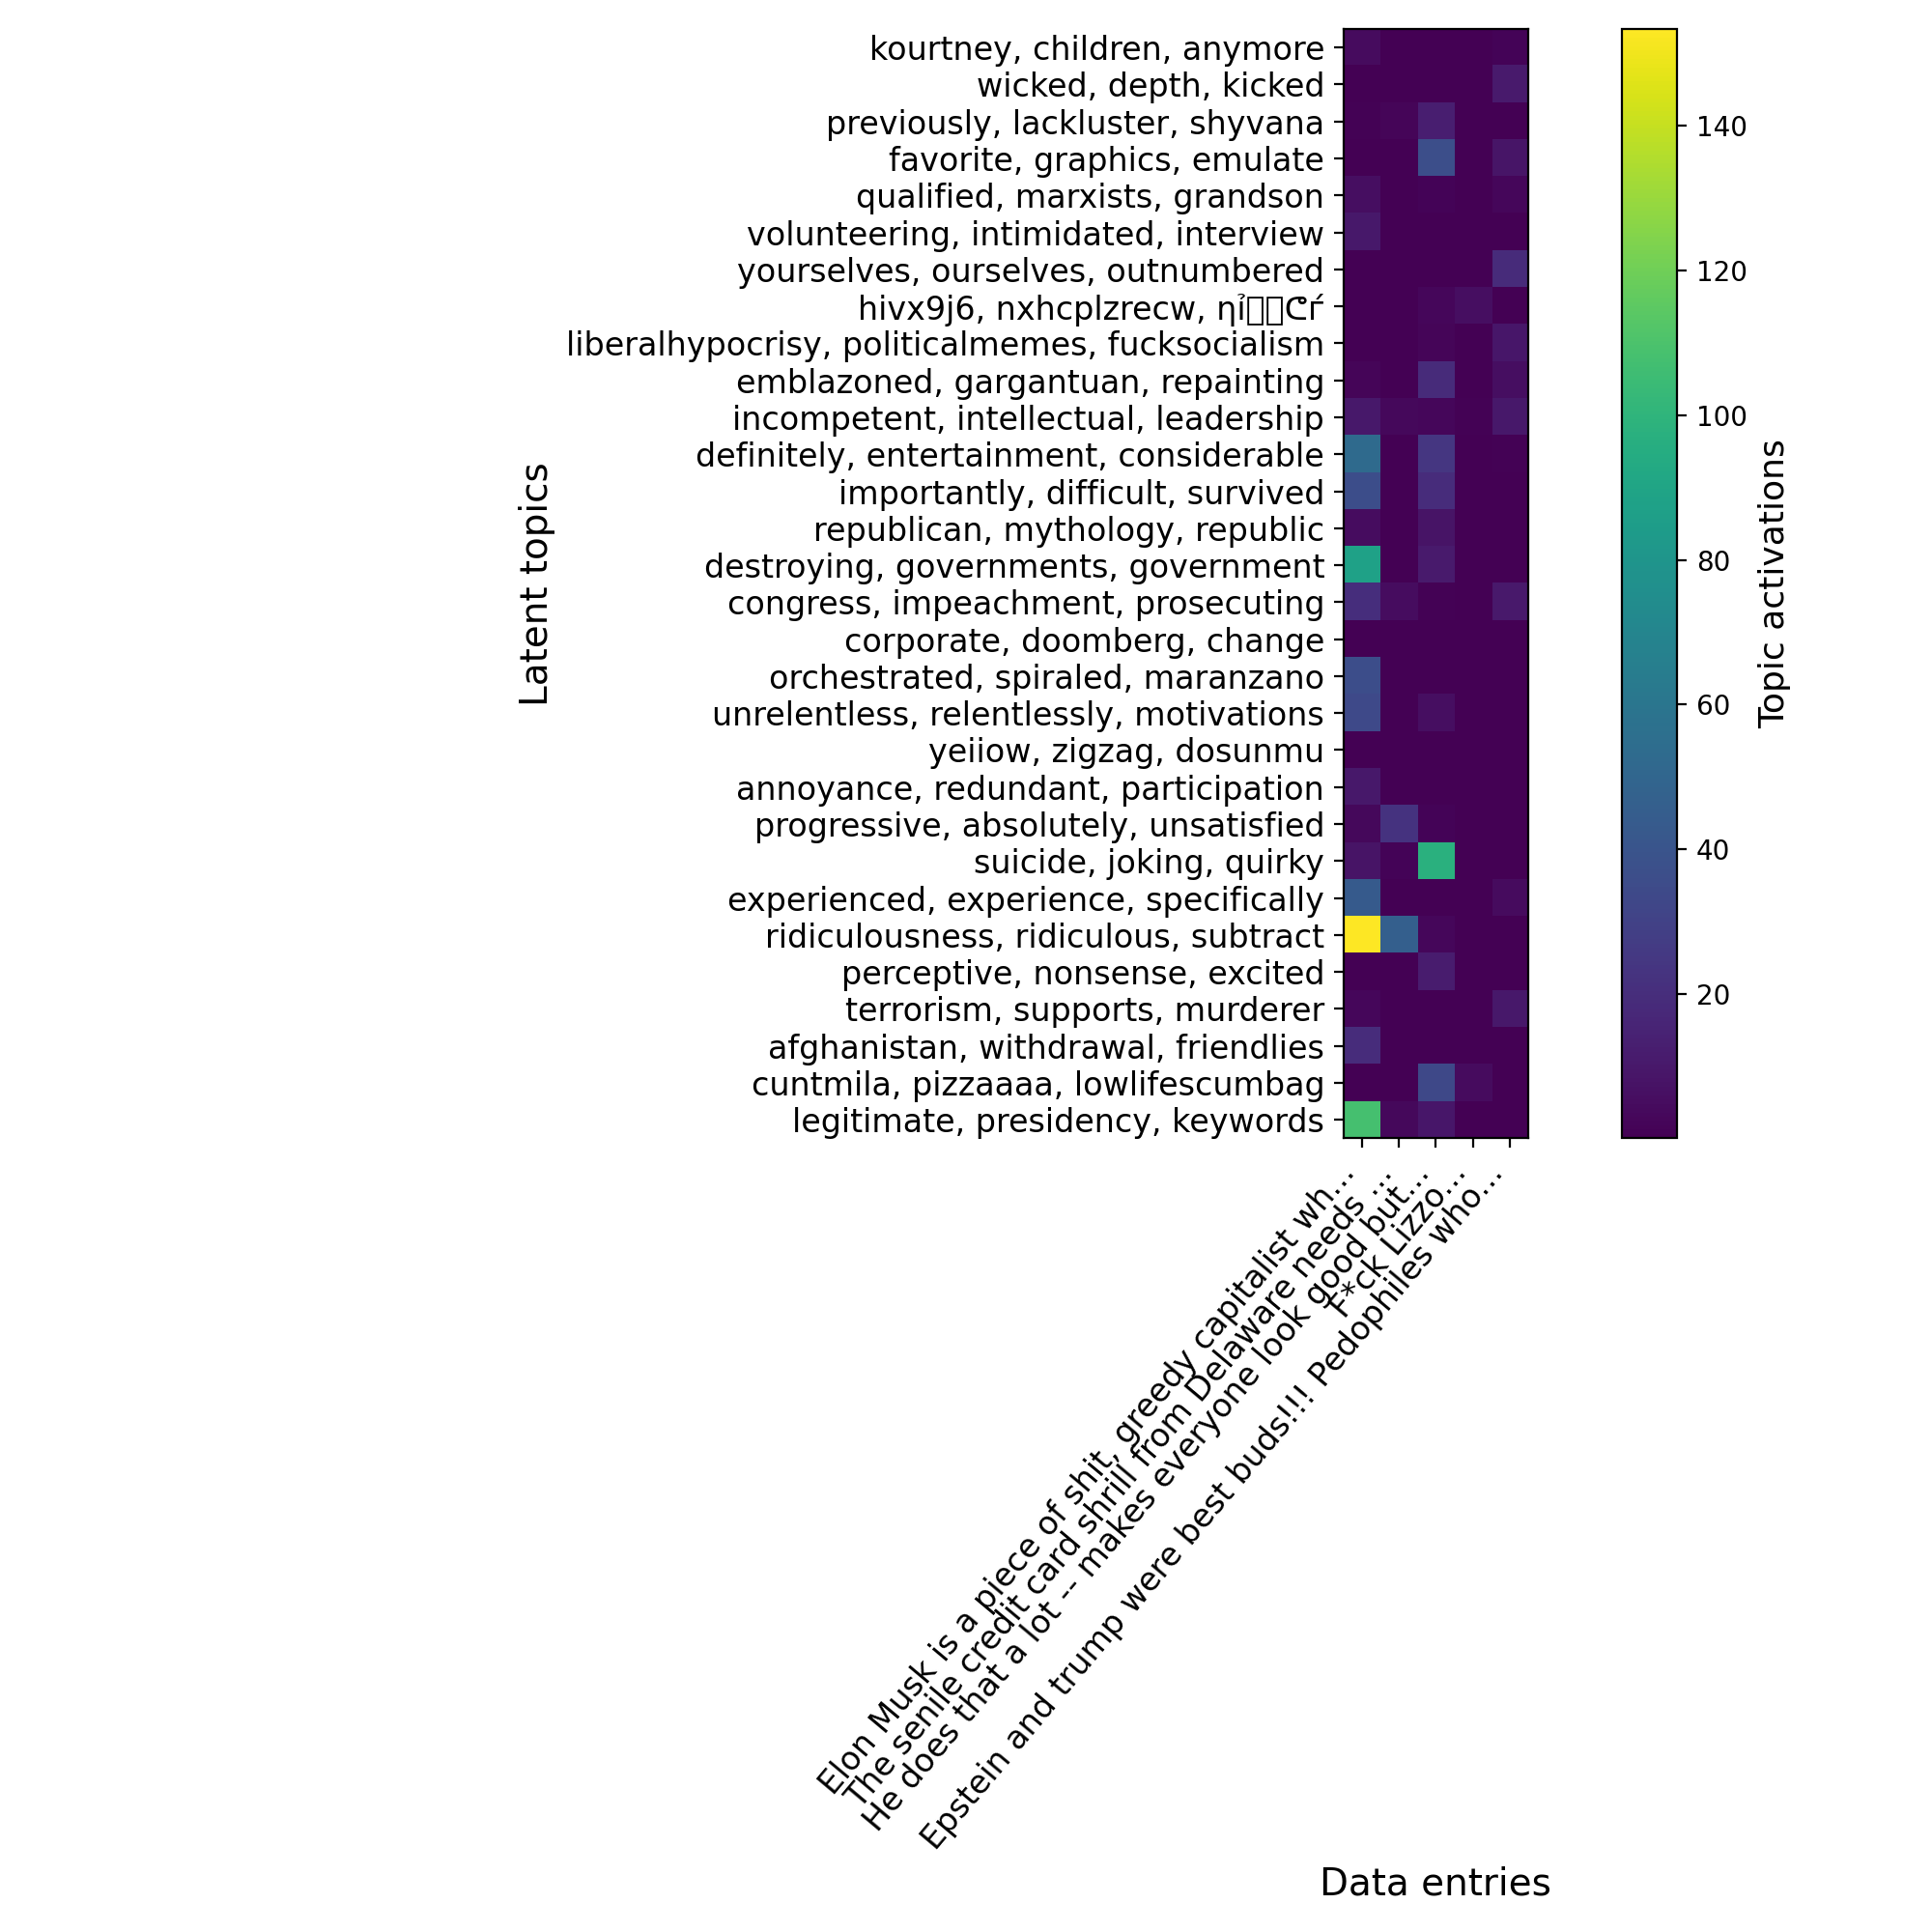 kourtney, children, anymore
wicked, depth, kicked
previously, lackluster, shyvana
favorite, graphics, emulate
qualified, marxists, grandson
volunteering, intimidated, interview
yourselves, ourselves, outnumbered
hivx9j6, nxhcplzrecw,
liberalhypocrisy, politicalmemes, fucksocialism
emblazoned, gargantuan, repainting
incompetent, intellectual, leadership
definitely, entertainment, considerable
importantly, difficult, survived
republican, mythology, republic
destroying, governments, government
congress, impeachment, prosecuting
corporate, doomberg, change
orchestrated, spiraled, maranzano
unrelentless, relentlessly, motivations
yeiiow, zigzag, dosunmu
annoyance, redundant, participation
progressive, absolutely, unsatisfied
suicide, joking, quirky
experienced, experience, specifically
ridiculousness, ridiculous, subtract
perceptive, nonsense, excited
terrorism, supports, murderer
afghanistan, withdrawal, friendlies
cuntmila, pizzaaaa, lowlifescumbag
legitimate, presidency, keywords
Latent topics
Elon Musk is a piece of shit, greedy capitalist wh...
The senile credit card shrill from Delaware needs ...
He does that a lot -- makes everyone look good but...
F*ck Lizzo...
Epstein and trump were best buds!!! Pedophiles who...
Data entries
140
120
100
80
60
40
20
Topic activations